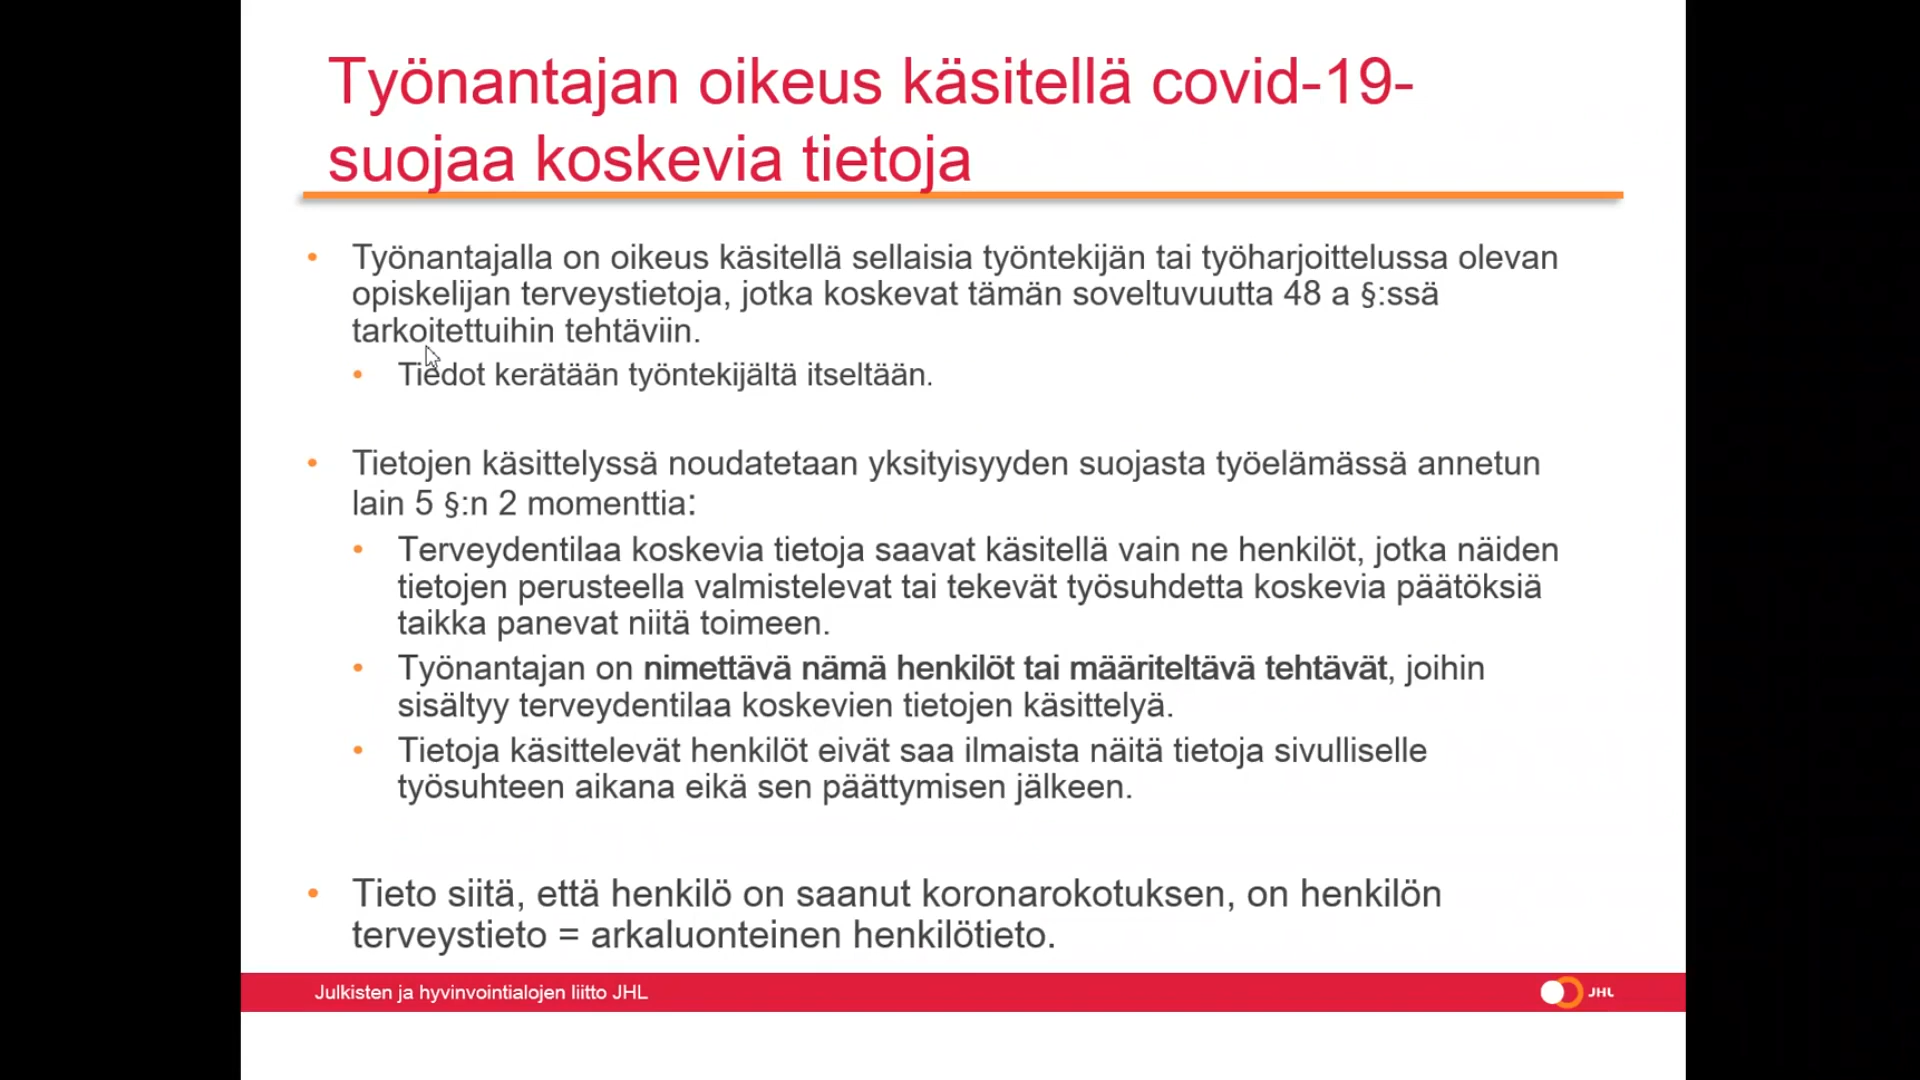 Työnantajan oikeus käsitellä covid-19-
suojaa koskevia tietoja
• Työnantajalla on oikeus käsitellä sellaisia työntekijän tai työharjoittelussa olevan
opiskelijan terveystietoja, jotka koskevat tämän soveltuvuutta 48 a §:ssä
tarkoitettuihin tehtäviin.
• Tiedot kerätään työntekijältä itseltään.
• Tietojen käsittelyssä noudatetaan yksityisyyden suojasta työelämässä annetun
lain 5 §:n 2 momenttia:
• Terveydentilaa koskevia tietoja saavat käsitellä vain ne henkilöt, jotka näiden
tietojen perusteella valmistelevat tai tekevät työsuhdetta koskevia päätöksiä
taikka panevat niitä toimeen.
• Työnantajan on nimettävä nämä henkilöt tai määriteltävä tehtävät, joihin
sisältyy terveydentilaa koskevien tietojen käsittelyä.
• Tietoja käsittelevät henkilöt eivät saa ilmaista näitä tietoja sivulliselle
työsuhteen aikana eikä sen päättymisen jälkeen.
• Tieto siitä, että henkilö on saanut koronarokotuksen, on henkilön
terveystieto = arkaluonteinen henkilötieto.
Julkisten ja hyvinvointialojen liitto JHL
JHL